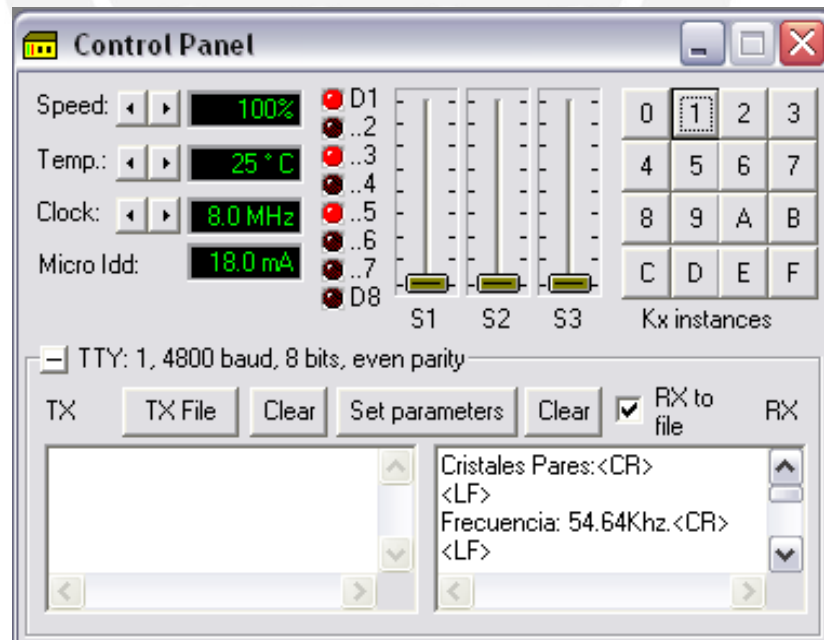 Control Panel
Speed: 100%
Temp.: 25 ° C
Clock: 8.0 MHz
Micro Idd: 18.0 mA
D1
..2
..3
..4
..5
..6
..7
D8
S1 S2 S3
0 1 2 3
4 5 6 7
8 9 A B
C D E F
Kx instances
TTY: 1, 4800 baud, 8 bits, even parity
TX TX File Clear Set parameters Clear RX to file RX
Cristales Pares:<CR>
<LF>
Frecuencia: 54.64Khz.<CR>
<LF>